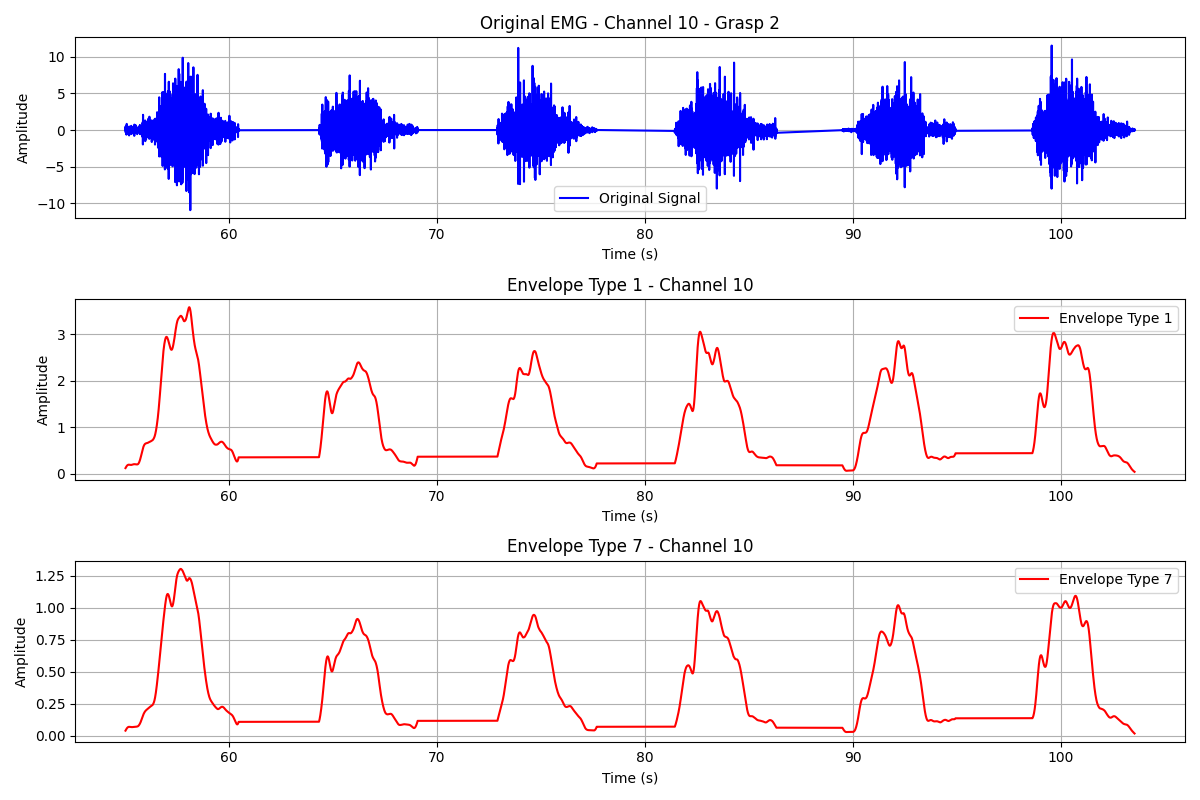 Original EMG - Channel 10 - Grasp 2
Amplitude
10
5
0
−5
−10
Original Signal
60 70 80 90 100
Time (s)
Envelope Type 1 - Channel 10
Amplitude
3
2
1
0
Envelope Type 1
60 70 80 90 100
Time (s)
Envelope Type 7 - Channel 10
Amplitude
1.25
1.00
0.75
0.50
0.25
0.00
Envelope Type 7
60 70 80 90 100
Time (s)